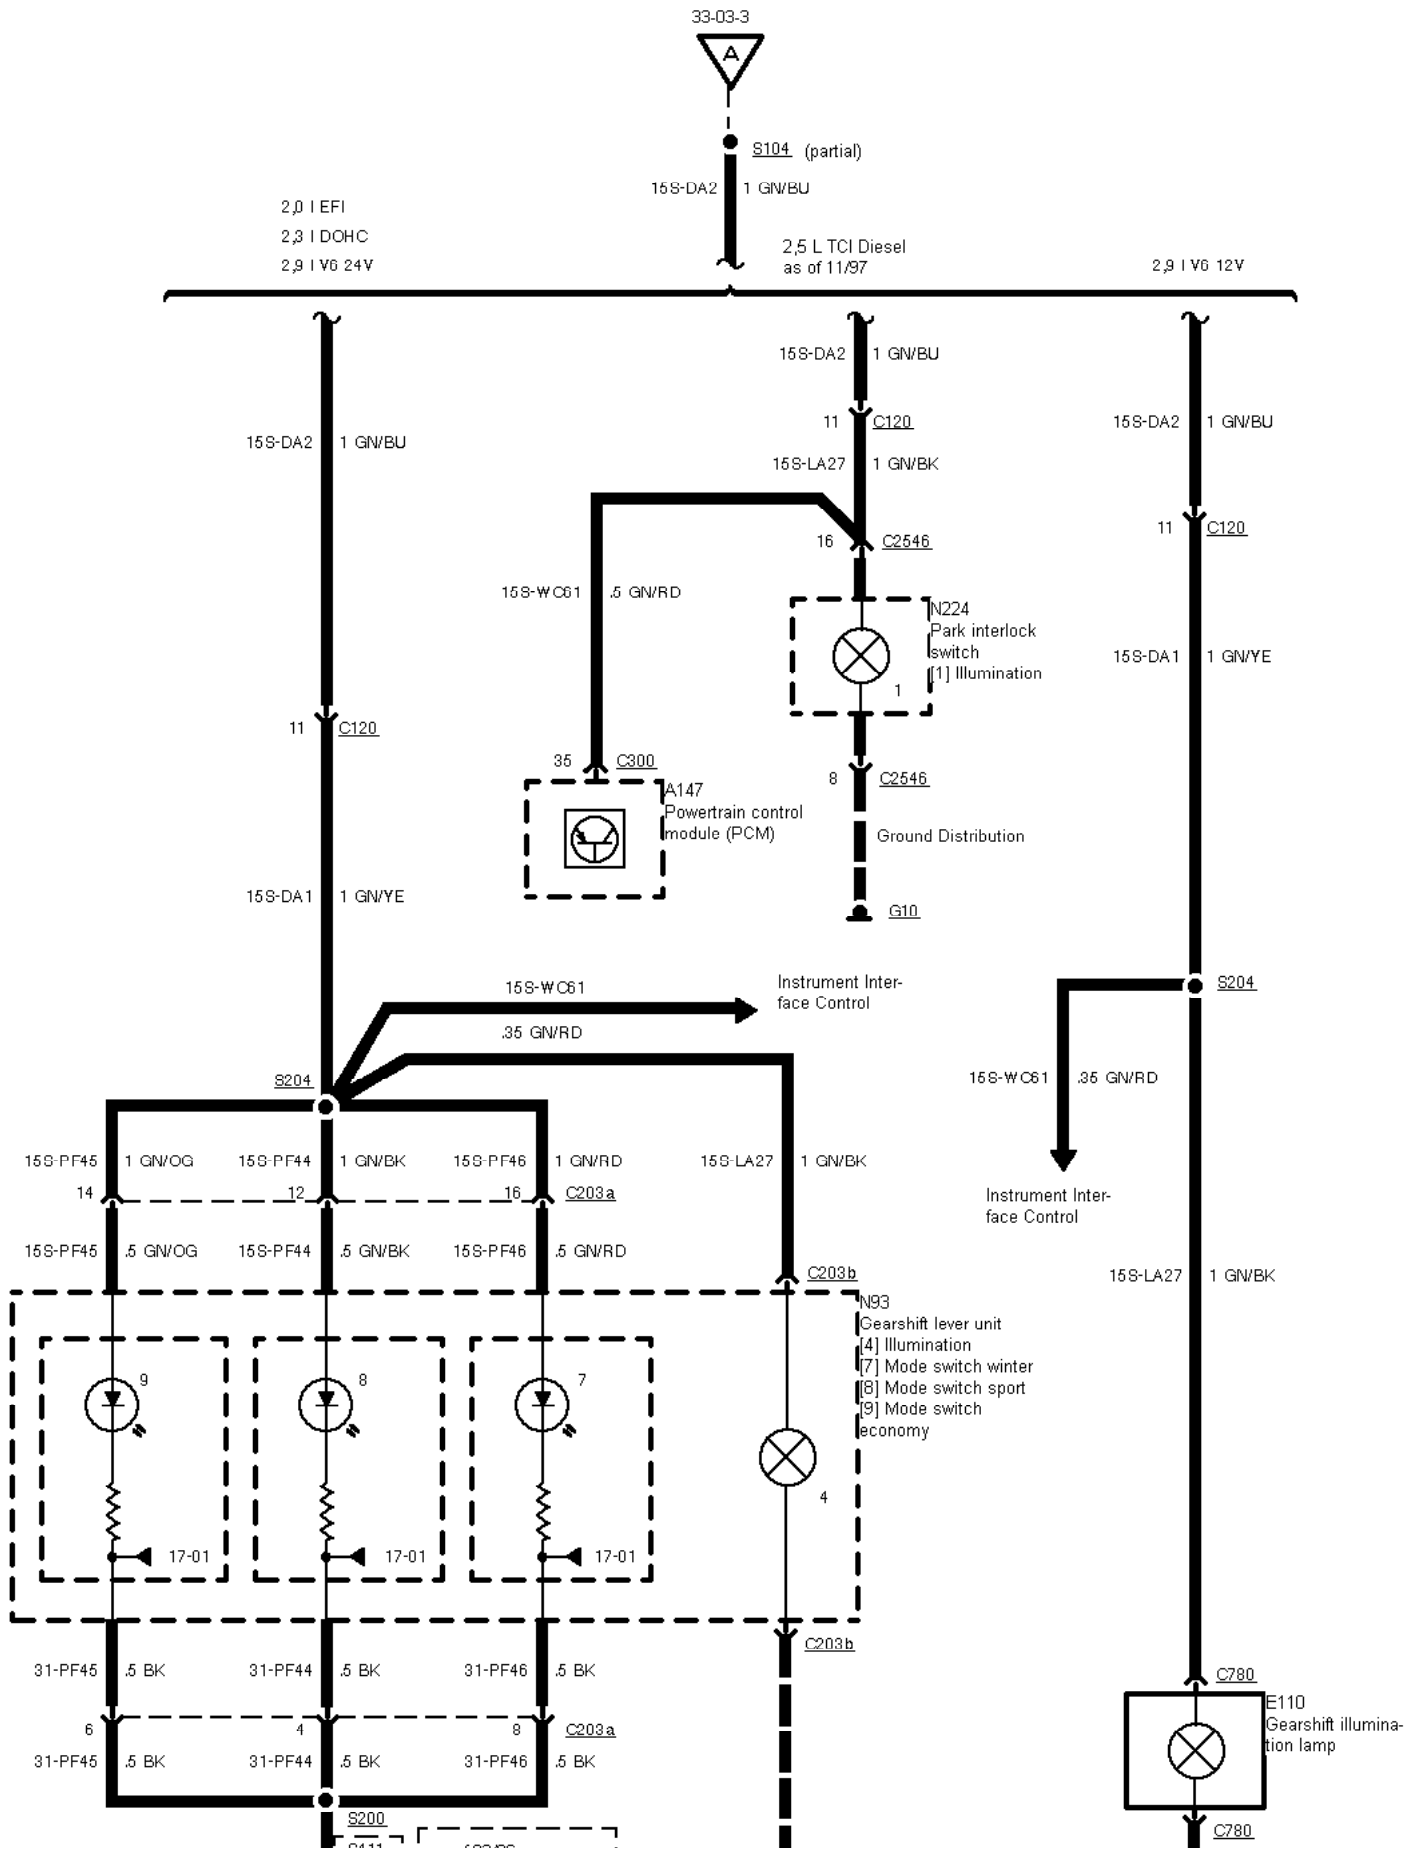 33-03-3
A
S104 (partial)
15S-DA2 1 GN/BU
2,0 l EFI
2,3 l DOHC
2,9 l V6 24V
2,5 L TCI Diesel
as of 11/97
2,9 l V6 12V
15S-DA2 1 GN/BU
11 C120
15S-DA2 1 GN/BU
15S-DA2 1 GN/BU
15S-LA27 1 GN/BK
11 C120
16 C2546
15S-WC61 .5 GN/RD
N224
Park interlock
switch
[1] Illumination
1
15S-DA1 1 GN/YE
11 C120
35 C300
8 C2546
A147
Powertrain control
module (PCM)
Ground Distribution
15S-DA1 1 GN/YE
G10
15S-WC61
.35 GN/RD
Instrument Inter-
face Control
S204
S204
15S-WC61 .35 GN/RD
15S-PF45 1 GN/OG
15S-PF44 1 GN/BK
15S-PF46 1 GN/RD
15S-LA27 1 GN/BK
14 12 16 C203a
Instrument Inter-
face Control
15S-PF45 .5 GN/OG
15S-PF44 .5 GN/BK
15S-PF46 .5 GN/RD
C203b
15S-LA27 1 GN/BK
N93
Gearshift lever unit
[4] Illumination
[7] Mode switch winter
[8] Mode switch sport
[9] Mode switch
economy
9 8 7
4
17-01 17-01 17-01
C203b
31-PF45 .5 BK
31-PF44 .5 BK
31-PF46 .5 BK
C780
E110
Gearshift illumina-
tion lamp
6 4 8 C203a
31-PF45 .5 BK
31-PF44 .5 BK
31-PF46 .5 BK
S200
C780